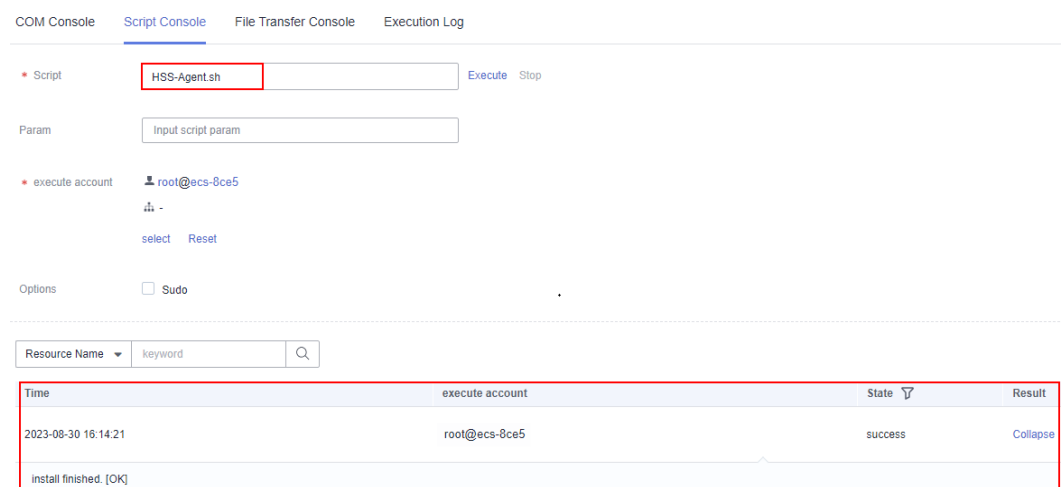 COM Console Script Console File Transfer Console Execution Log
* Script HSS-Agent.sh Execute Stop
Param Input script param
* execute account root@ecs-8ce5
-
select Reset
Options Sudo
Resource Name keyword
Time execute account State Result
2023-08-30 16:14:21 root@ecs-8ce5 success Collapse
install finished. [OK]